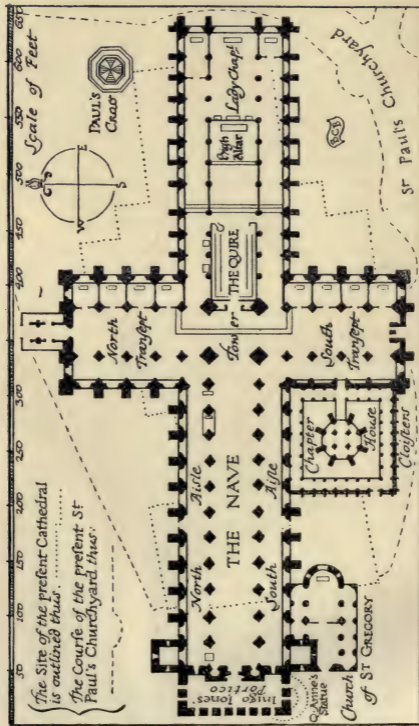 Scale of Feet
50
100
150
200
250
300
400
450
500
550
600
650
The Site of the preſent Cathedral
is outlined thus
The Courſe of the preſent St
Paul's Churchyard thus:
N
E
S
W
PAUL'S
CROSS
St Paul's Churchyard
Lady Chapl.
High
Altar
THE QUIRE
Tower
North
Tranſept
South
Tranſept
North Aiſle
THE NAVE
South Aiſle
Chapter
House
Cloiſters
Inigo Jones'
Portico
Q. Anne's
Statue
Church
of ST GREGORY